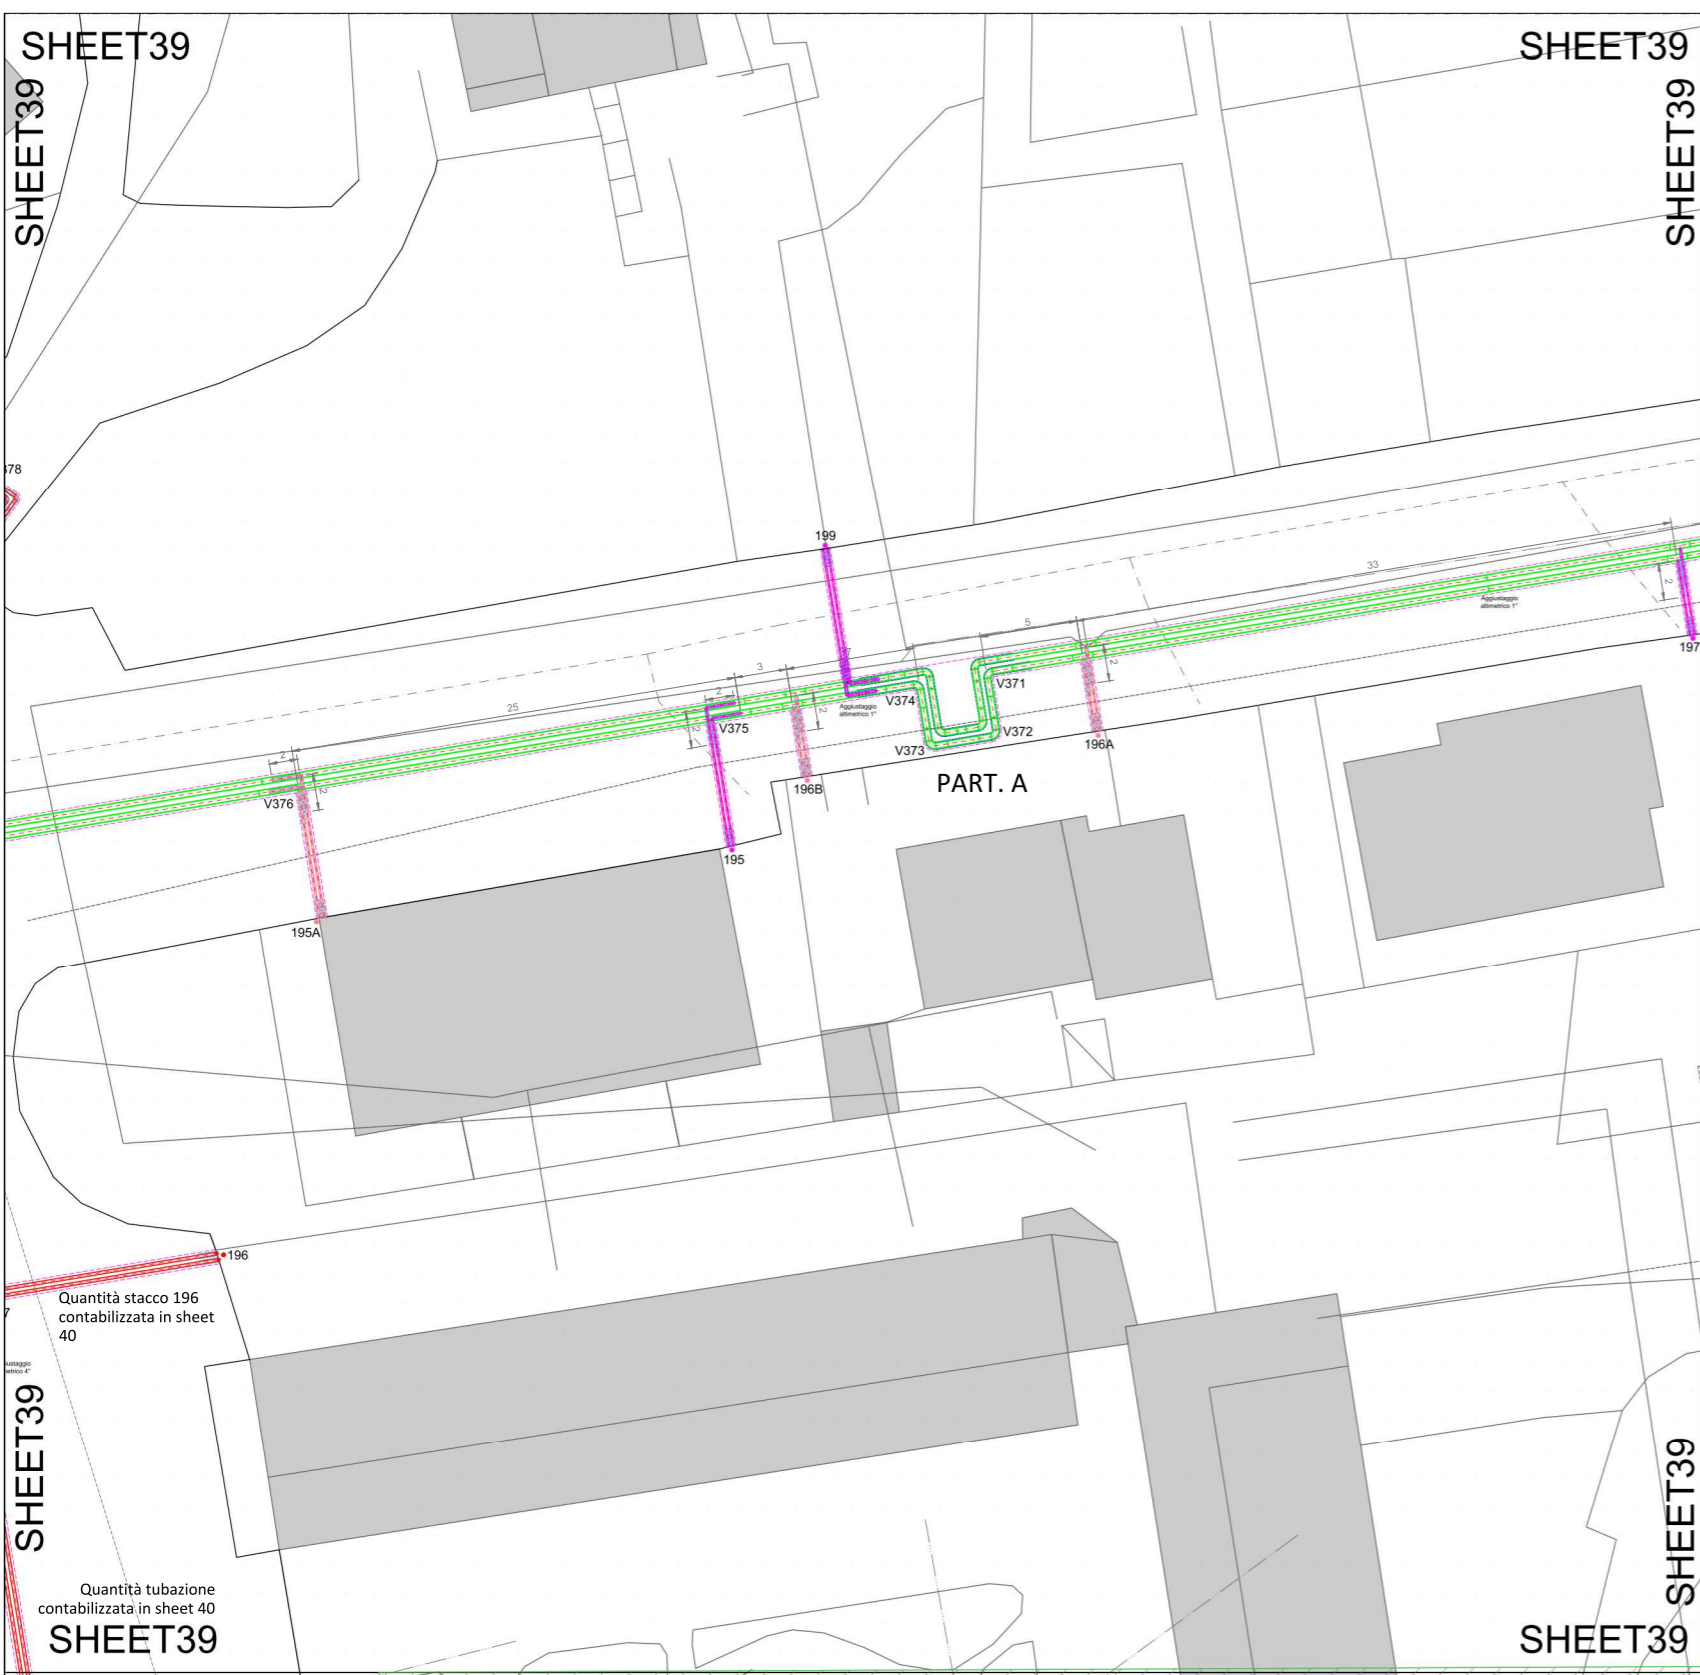 SHEET39
SHEET39
SHEET39
SHEET39
378
199
33
5
7
3
2
25
2
2
2
2
2
2
197
V371
V374
Aggiustaggio
altimetrico 1"
Aggiustaggio
altimetrico 1"
V375
V372
V373
196A
V376
196B
PART. A
195
195A
196
Quantità stacco 196
contabilizzata in sheet
40
7
SHEET39
SHEET39
Quantità tubazione
contabilizzata in sheet 40
SHEET39
SHEET39